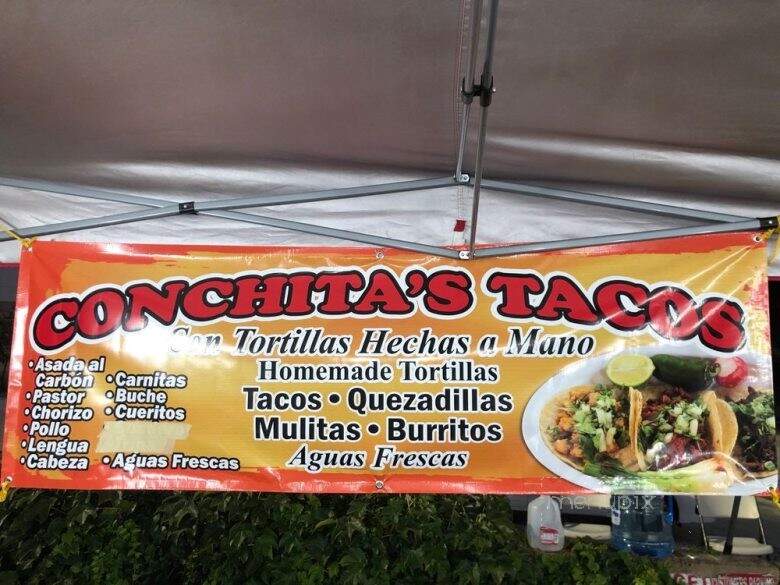 CONCHITA'S TACOS
Con Tortillas Hechas a Mano
Homemade Tortillas
Tacos • Quezadillas
Mulitas • Burritos
Aguas Frescas
•Asada al
Carbón
•Pastor
•Chorizo
•Pollo
•Lengua
•Cabeza
•Carnitas
•Buche
•Cueritos
•Aguas Frescas
menupix